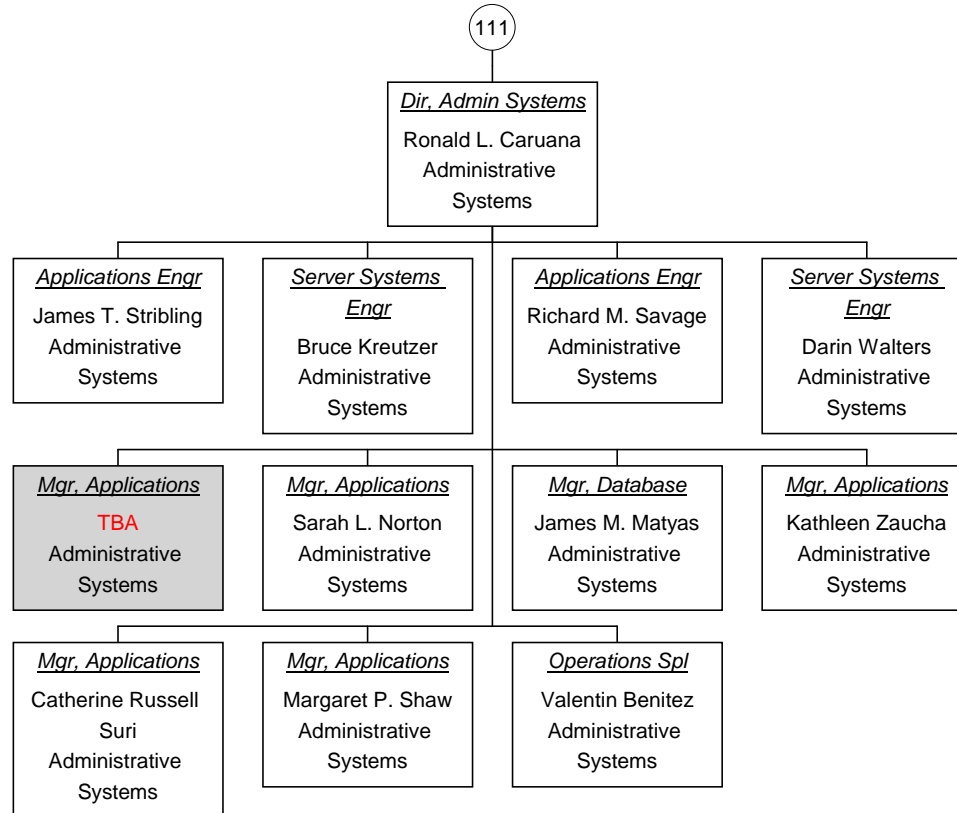 111
Dir, Admin Systems
Ronald L. Caruana
Administrative
Systems
Applications Engr
James T. Stribling
Administrative
Systems
Server Systems
Engr
Bruce Kreutzer
Administrative
Systems
Applications Engr
Richard M. Savage
Administrative
Systems
Server Systems
Engr
Darin Walters
Administrative
Systems
Mgr, Applications
TBA
Administrative
Systems
Mgr, Applications
Sarah L. Norton
Administrative
Systems
Mgr, Database
James M. Matyas
Administrative
Systems
Mgr, Applications
Kathleen Zaucha
Administrative
Systems
Mgr, Applications
Catherine Russell
Suri
Administrative
Systems
Mgr, Applications
Margaret P. Shaw
Administrative
Systems
Operations Spl
Valentin Benitez
Administrative
Systems